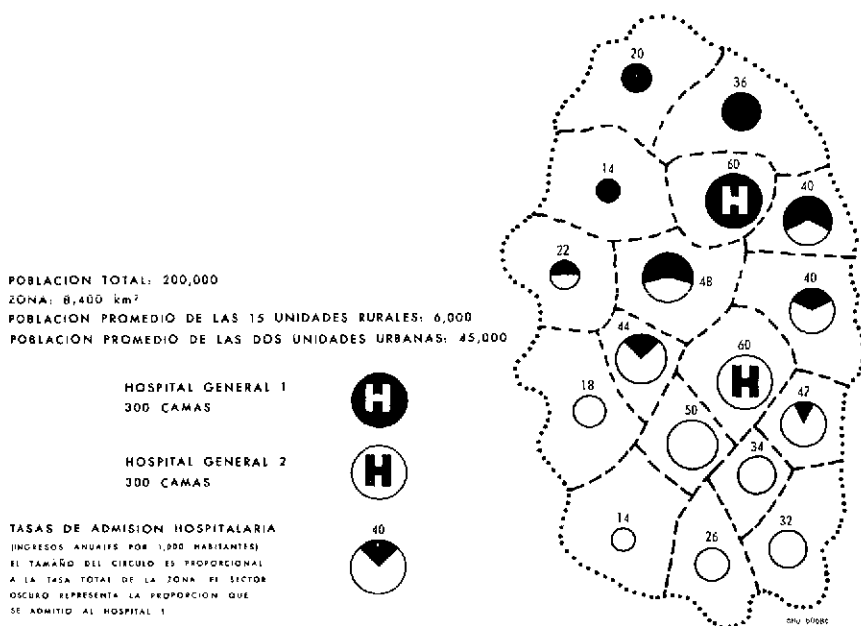 POBLACION TOTAL: 200,000
ZONA: 8,400 km²
POBLACION PROMEDIO DE LAS 15 UNIDADES RURALES: 6,000
POBLACION PROMEDIO DE LAS DOS UNIDADES URBANAS: 45,000
HOSPITAL GENERAL 1
300 CAMAS
H
HOSPITAL GENERAL 2
300 CAMAS
H
TASAS DE ADMISION HOSPITALARIA
(INGRESOS ANUALES POR 1,000 HABITANTES)
EL TAMAÑO DEL CIRCULO ES PROPORCIONAL
A LA TASA TOTAL DE LA ZONA EL SECTOR
OSCURO REPRESENTA LA PROPORCION QUE
SE ADMITIO AL HOSPITAL 1
40
20
36
14
60
H
40
22
48
40
44
60
H
18
50
42
34
14
26
32